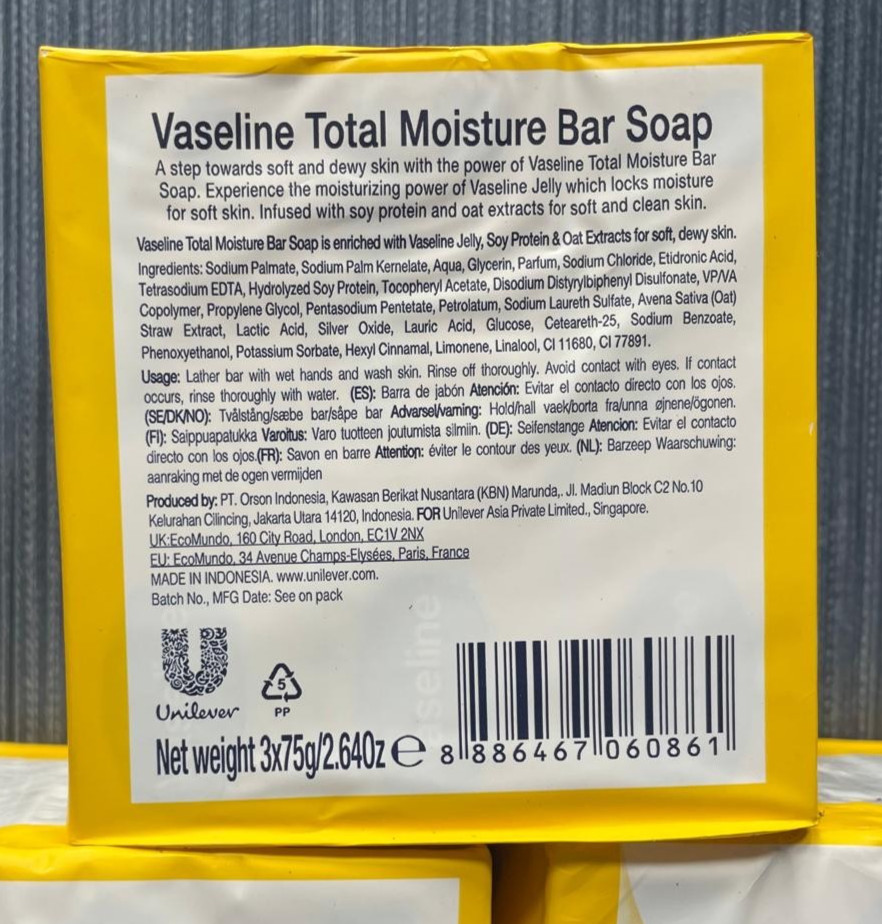 Vaseline Total Moisture Bar Soap
A step towards soft and dewy skin with the power of Vaseline Total Moisture Bar
Soap. Experience the moisturizing power of Vaseline Jelly which locks moisture
for soft skin. Infused with soy protein and oat extracts for soft and clean skin.
Vaseline Total Moisture Bar Soap is enriched with Vaseline Jelly, Soy Protein & Oat Extracts for soft, dewy skin.
Ingredients: Sodium Palmate, Sodium Palm Kernelate, Aqua, Glycerin, Parfum, Sodium Chloride, Etidronic Acid,
Tetrasodium EDTA, Hydrolyzed Soy Protein, Tocopheryl Acetate, Disodium Distyrylbiphenyl Disulfonate, VP/VA
Copolymer, Propylene Glycol, Pentasodium Pentetate, Petrolatum, Sodium Laureth Sulfate, Avena Sativa (Oat)
Straw Extract, Lactic Acid, Silver Oxide, Lauric Acid, Glucose, Ceteareth-25, Sodium Benzoate,
Phenoxyethanol, Potassium Sorbate, Hexyl Cinnamal, Limonene, Linalool, CI 11680, CI 77891.
Usage: Lather bar with wet hands and wash skin. Rinse off thoroughly. Avoid contact with eyes. If contact
occurs, rinse thoroughly with water. (ES): Barra de jabón Atención: Evitar el contacto directo con los ojos.
(SE/DK/NO): Tvålstång/sæbe bar/såpe bar Advarsel/varning: Hold/hall vaek/borta fra/unna øjnene/ögonen.
(FI): Saippuapatukka Varoitus: Varo tuotteen joutumista silmiin. (DE): Seifenstange Atencion: Evitar el contacto
directo con los ojos.(FR): Savon en barre Attention: éviter le contour des yeux. (NL): Barzeep Waarschuwing:
aanraking met de ogen vermijden
Produced by: PT. Orson Indonesia, Kawasan Berikat Nusantara (KBN) Marunda,. Jl. Madiun Block C2 No.10
Kelurahan Cilincing, Jakarta Utara 14120, Indonesia. FOR Unilever Asia Private Limited., Singapore.
UK:EcoMundo, 160 City Road, London, EC1V 2NX
EU: EcoMundo, 34 Avenue Champs-Elysées, Paris, France
MADE IN INDONESIA. www.unilever.com.
Batch No., MFG Date: See on pack
Unilever
5
PP
Net weight 3x75g/2.64Oz e
8 886467 060861